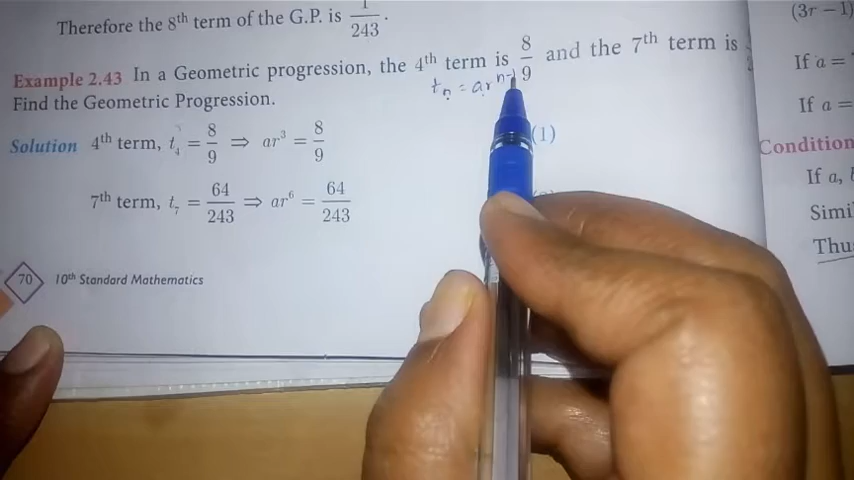 Therefore the 8th term of the G.P. is 1/243.
(3r − 1)
Example 2.43 In a Geometric progression, the 4th term is 8/9 and the 7th term is
tn = ar^n-1
Find the Geometric Progression.
Solution 4th term, t4 = 8/9 ⇒ ar³ = 8/9
(1)
7th term, t7 = 64/243 ⇒ ar⁶ = 64/243
70 10th Standard Mathematics
If a =
If a =
Condition
If a,
Simi
Thu